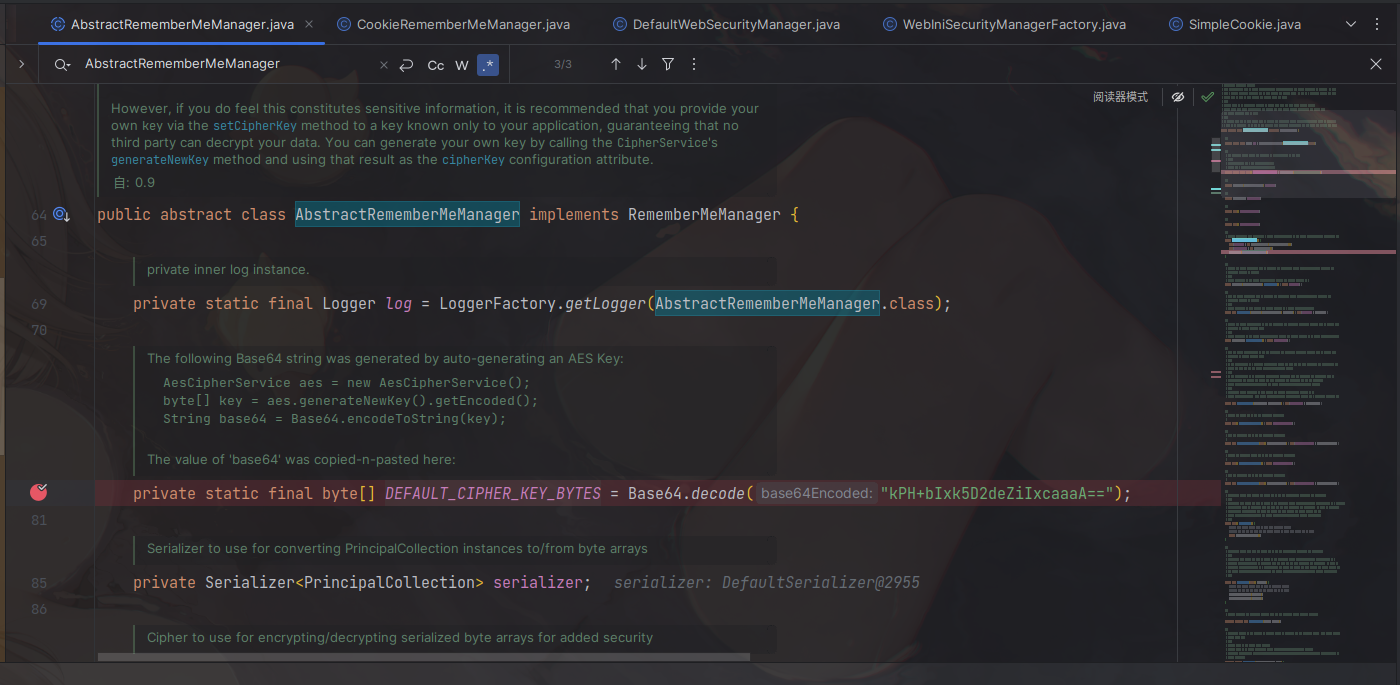 AbstractRememberMeManager.java
CookieRememberMeManager.java
DefaultWebSecurityManager.java
WebIniSecurityManagerFactory.java
SimpleCookie.java
AbstractRememberMeManager
Cc W .*
3/3
阅读器模式
However, if you do feel this constitutes sensitive information, it is recommended that you provide your
own key via the setCipherKey method to a key known only to your application, guaranteeing that no
third party can decrypt your data. You can generate your own key by calling the CipherService's
generateNewKey method and using that result as the cipherKey configuration attribute.
自: 0.9
64 public abstract class AbstractRememberMeManager implements RememberMeManager {
65
private inner log instance.
69 private static final Logger log = LoggerFactory.getLogger(AbstractRememberMeManager.class);
70
The following Base64 string was generated by auto-generating an AES Key:
AesCipherService aes = new AesCipherService();
byte[] key = aes.generateNewKey().getEncoded();
String base64 = Base64.encodeToString(key);
The value of 'base64' was copied-n-pasted here:
private static final byte[] DEFAULT_CIPHER_KEY_BYTES = Base64.decode( base64Encoded: "kPH+bIxk5D2deZiIxcaaaA==");
81
Serializer to use for converting PrincipalCollection instances to/from byte arrays
85 private Serializer<PrincipalCollection> serializer; serializer: DefaultSerializer@2955
86
Cipher to use for encrypting/decrypting serialized byte arrays for added security